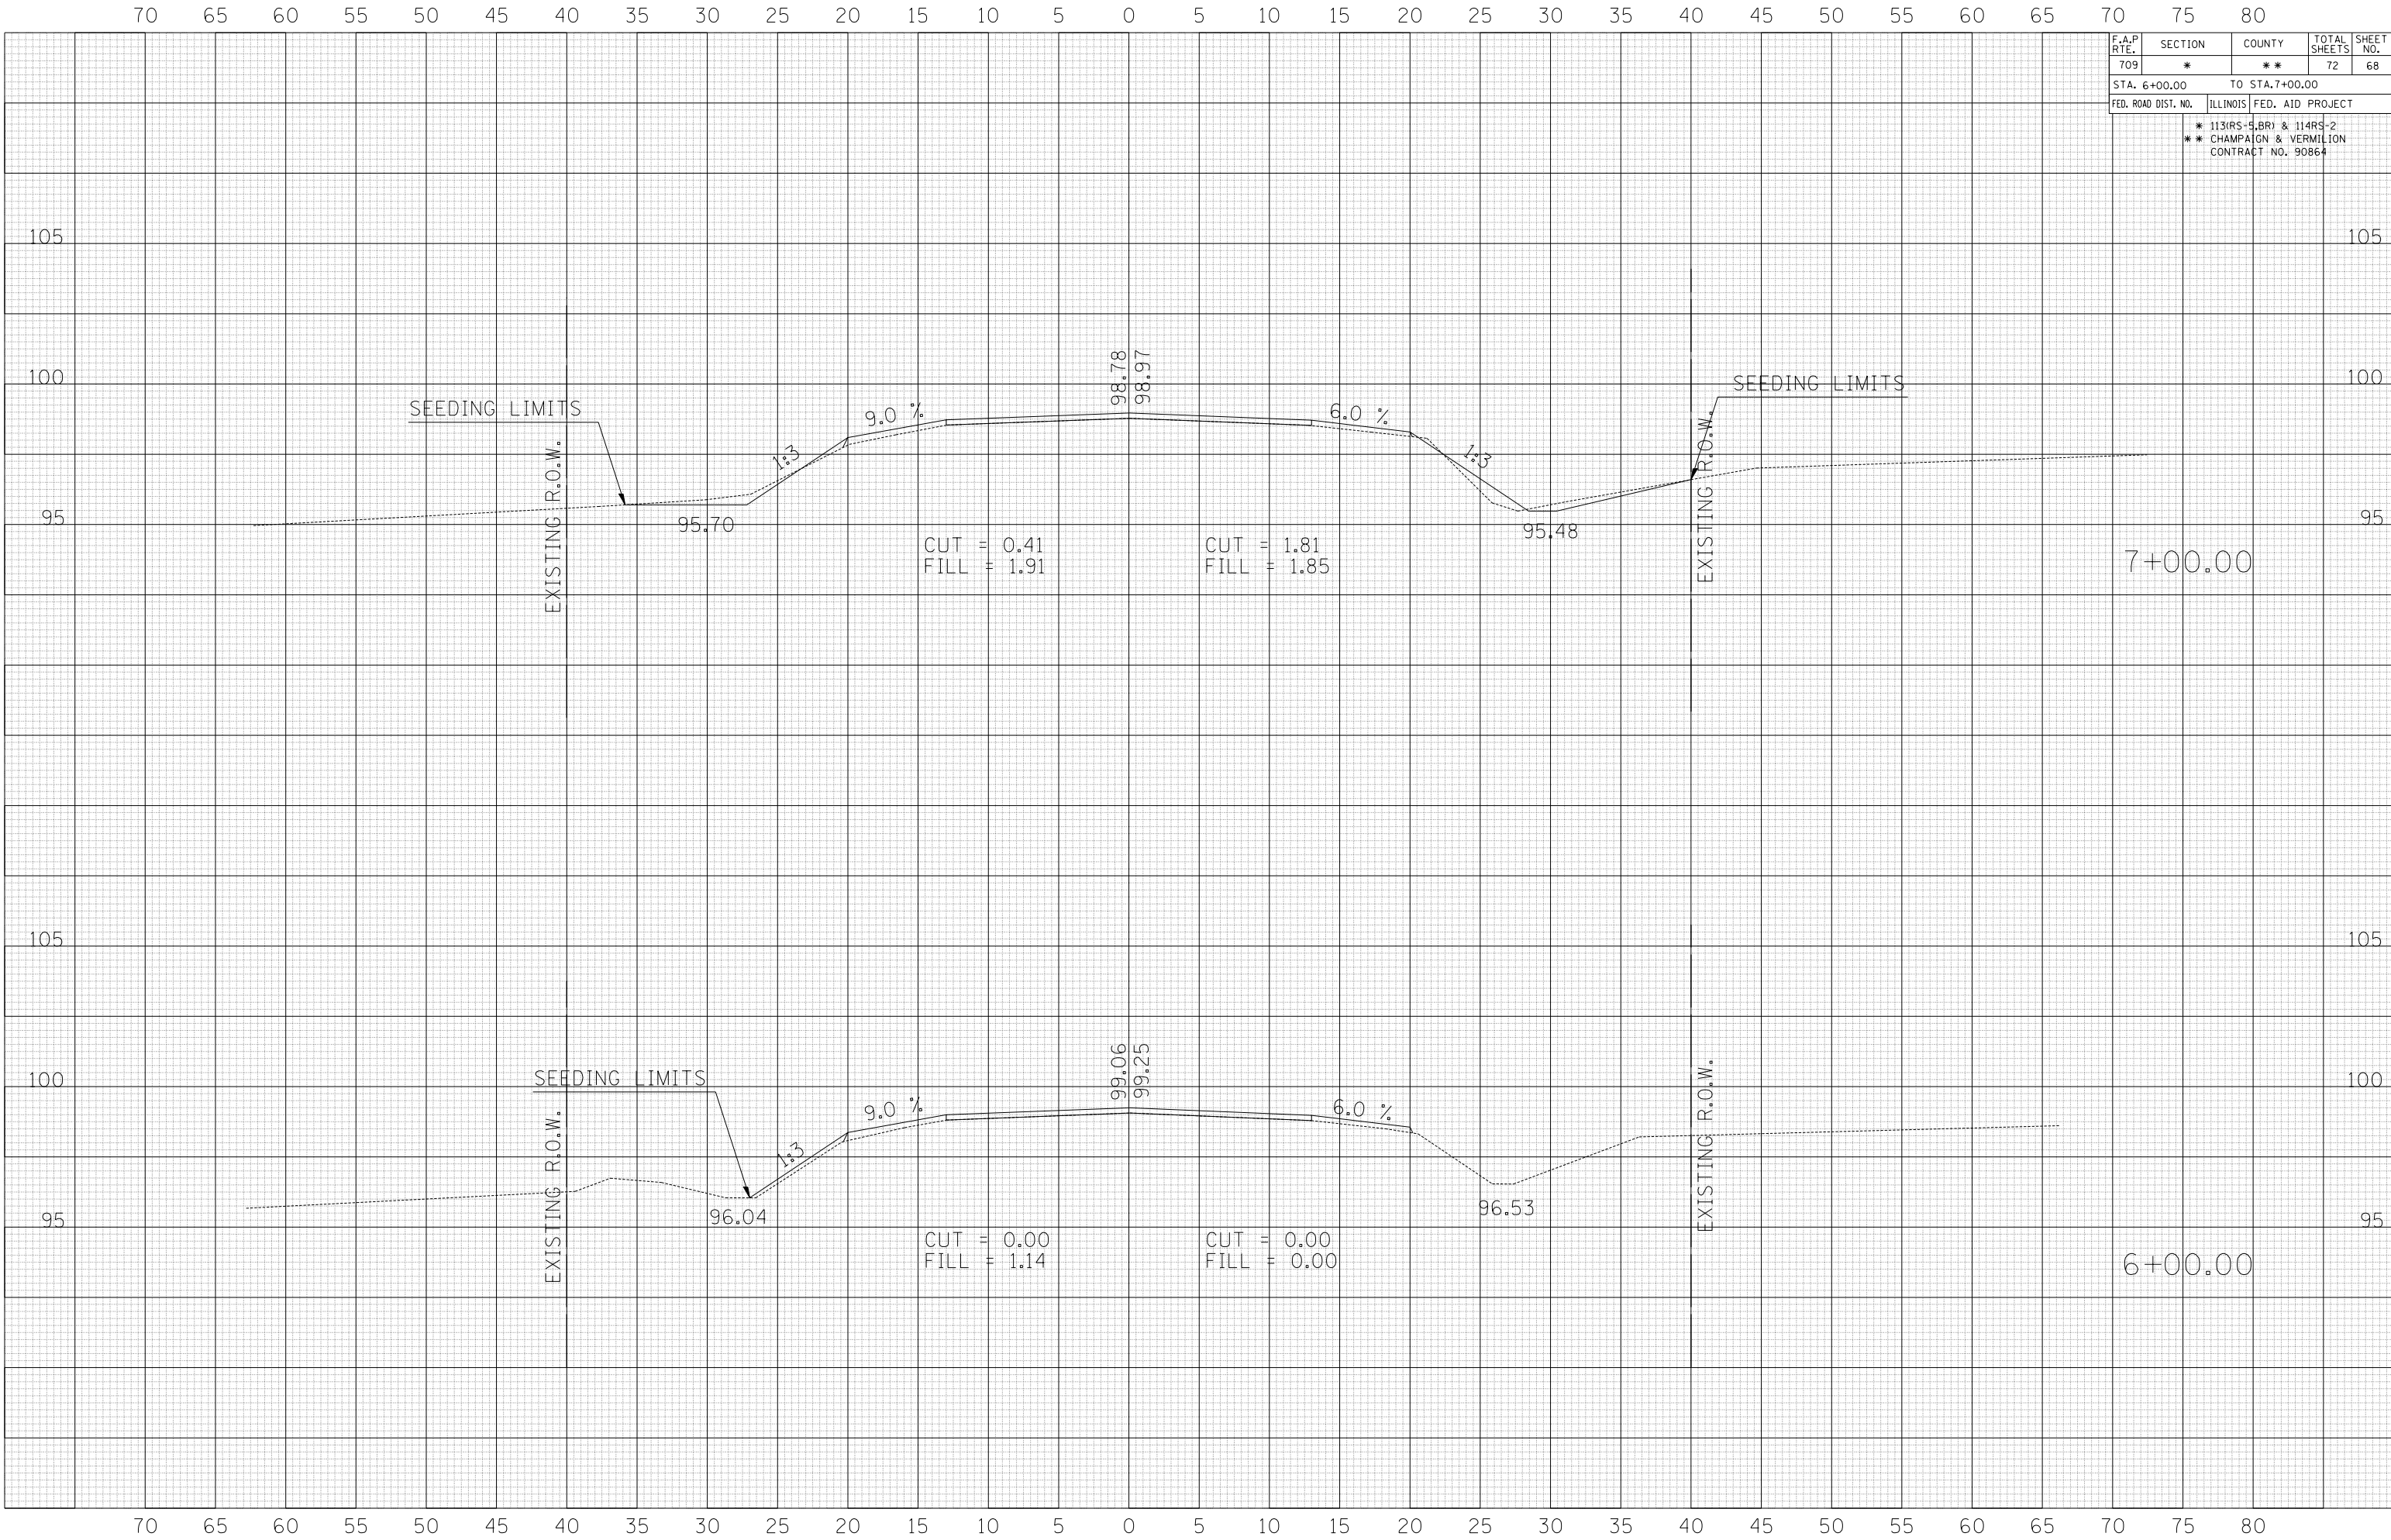 70 65 60 55 50 45 40 35 30 25 20 15 10 5 0 5 10 15 20 25 30 35 40 45 50 55 60 65 70 75 80
F.A.P RTE. SECTION COUNTY TOTAL SHEETS SHEET NO.
709 * ** 72 68
STA. 6+00.00 TO STA. 7+00.00
FED. ROAD DIST. NO. ILLINOIS FED. AID PROJECT
* 113(RS-5,BR) & 114RS-2
** CHAMPAIGN & VERMILION
CONTRACT NO. 90864
105 105
100 100
98.78
98.97
SEEDING LIMITS
SEEDING LIMITS
9.0 %
6.0 %
1:3
1:3
EXISTING R.O.W.
EXISTING R.O.W.
95 95
95.70
95.48
CUT = 0.41
FILL = 1.91
CUT = 1.81
FILL = 1.85
7+00.00
105 105
100 100
99.06
99.25
SEEDING LIMITS
9.0 %
6.0 %
1:3
EXISTING R.O.W.
EXISTING R.O.W.
95 95
96.04
96.53
CUT = 0.00
FILL = 1.14
CUT = 0.00
FILL = 0.00
6+00.00
70 65 60 55 50 45 40 35 30 25 20 15 10 5 0 5 10 15 20 25 30 35 40 45 50 55 60 65 70 75 80